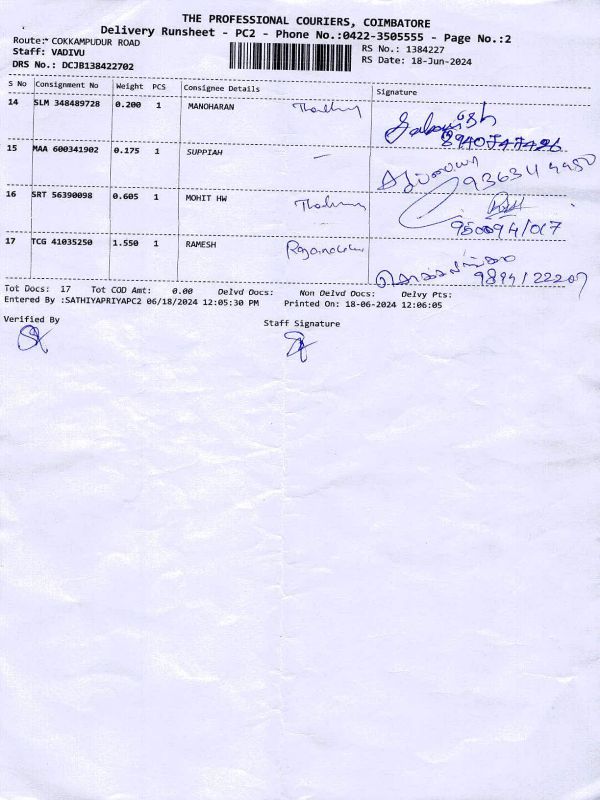 THE PROFESSIONAL COURIERS, COIMBATORE
Delivery Runsheet - PC2 - Phone No.:0422-3505555 - Page No.:2
Route: COKKAMPUDUR ROAD
RS No.: 1384227
Staff: VADIVU
RS Date: 18-Jun-2024
DRS No.: DCJB138422702
S No Consignment No Weight PCS Consignee Details Signature
14 SLM 348489728 0.200 1 MANOHARAN
15 MAA 600341902 0.175 1 SUPPIAH
16 SRT 56390098 0.605 1 MOHIT HW
17 TCG 41035250 1.550 1 RAMESH
Tot Docs: 17 Tot COD Amt: 0.00 Delvd Docs: Non Delvd Docs: Delvy Pts:
Entered By :SATHIYAPRIYAPC2 06/18/2024 12:05:30 PM Printed On: 18-06-2024 12:06:05
Verified By
Staff Signature